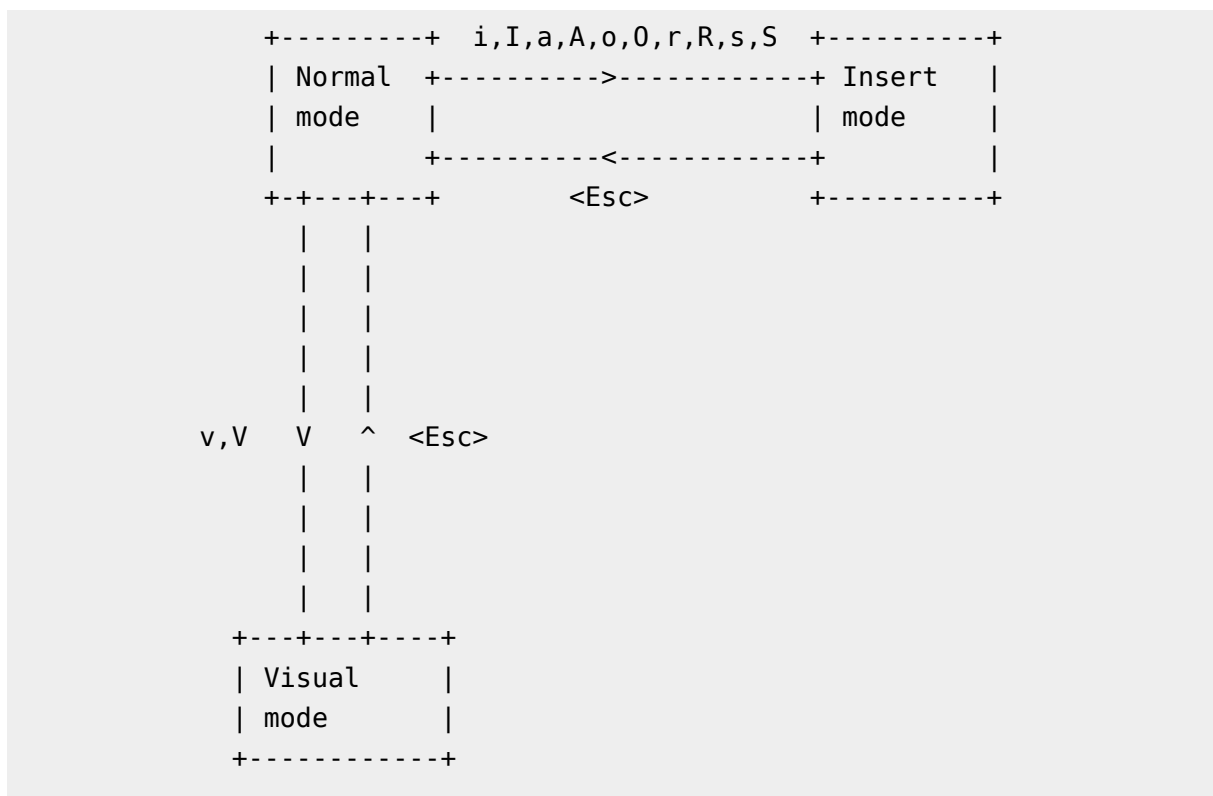 +---------+  i,I,a,A,o,O,r,R,s,S  +----------+
| Normal  +---------->------------+ Insert   |
| mode    |                       | mode     |
|         +----------<------------+          |
+-+---+---+        <Esc>          +----------+
|   |
|   |
|   |
|   |
|   |
v,V   V   ^  <Esc>
|   |
|   |
|   |
|   |
+---+---+----+
| Visual     |
| mode       |
+------------+